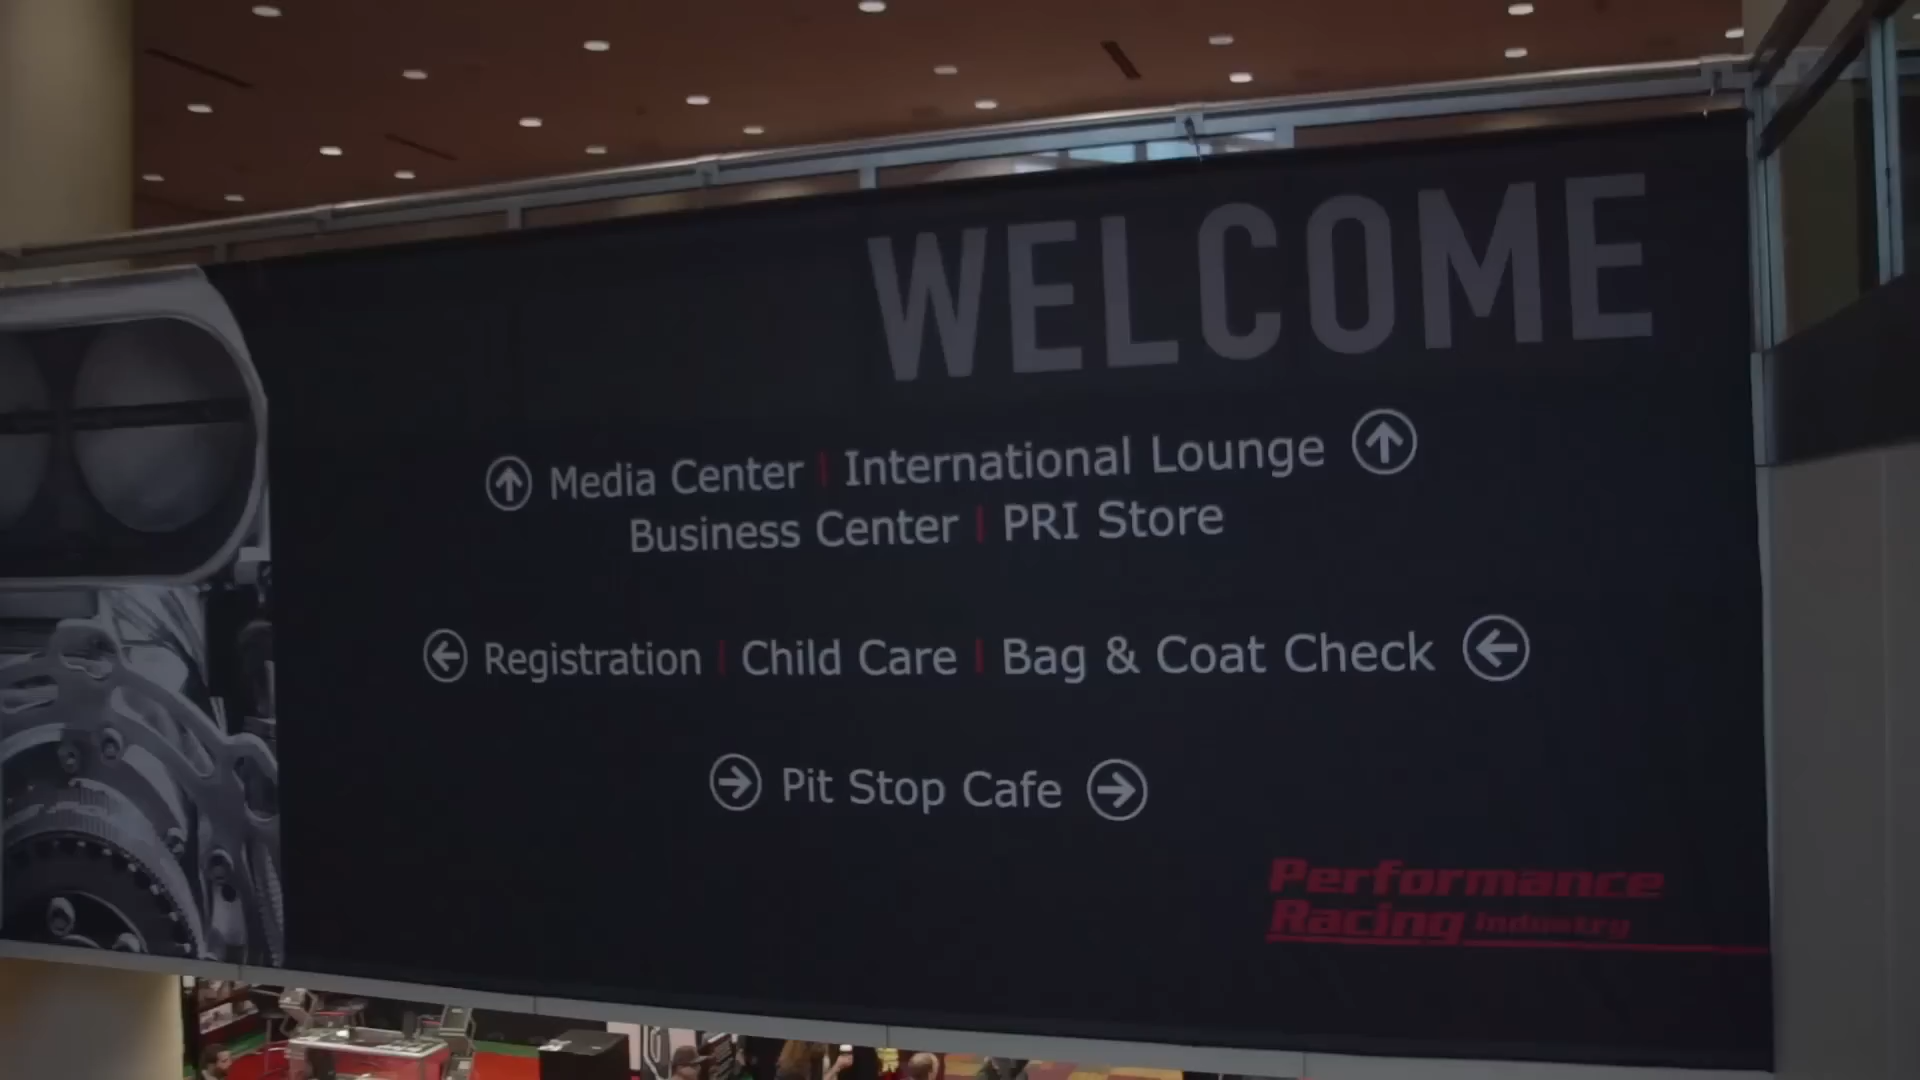 WELCOME
Media Center | International Lounge
Business Center | PRI Store
Registration | Child Care | Bag & Coat Check
Pit Stop Cafe
Performance
Racing Industry